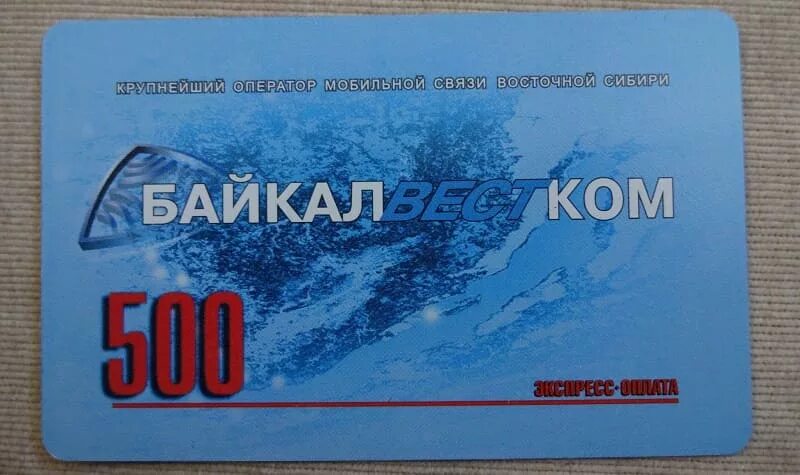 КРУПНЕЙШИЙ ОПЕРАТОР МОБИЛЬНОЙ СВЯЗИ ВОСТОЧНОЙ СИБИРИ
БАЙКАЛВЕСТКОМ
500
ЭКСПРЕСС·ОПЛАТА